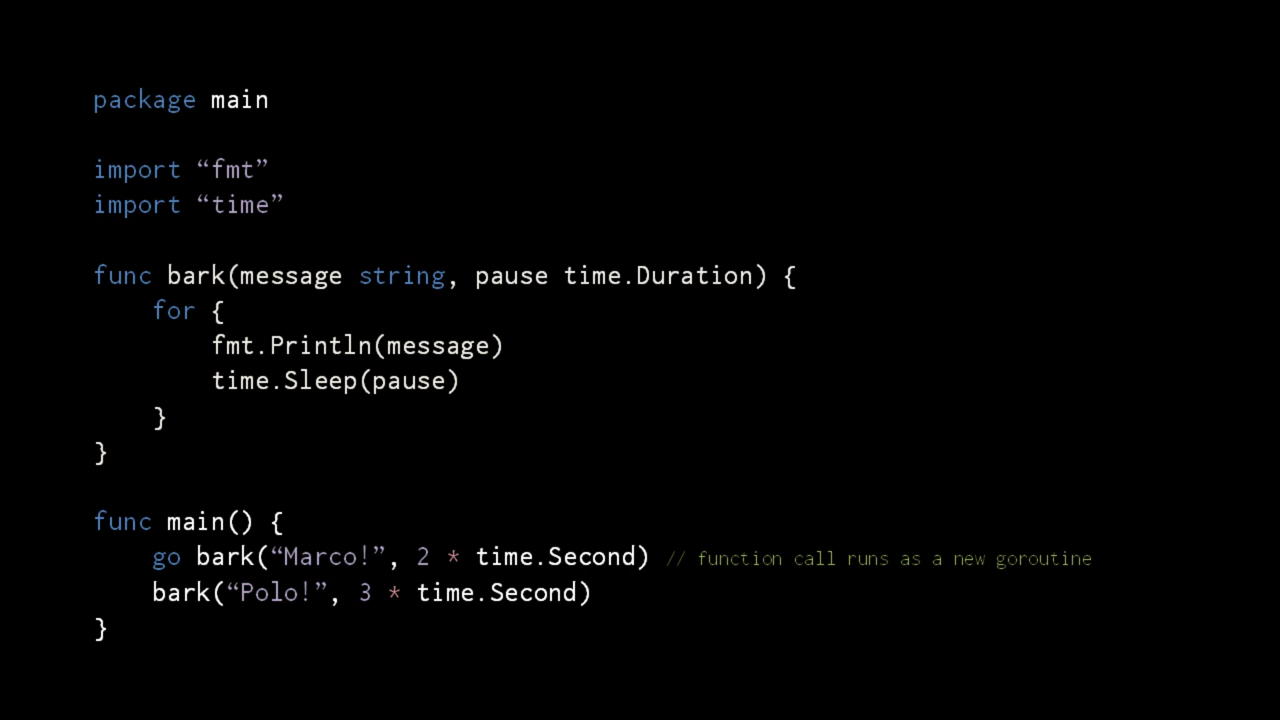 package main
import “fmt”
import “time”
func bark(message string, pause time.Duration) {
for {
fmt.Println(message)
time.Sleep(pause)
}
}
func main() {
go bark(“Marco!”, 2 * time.Second) // function call runs as a new goroutine
bark(“Polo!”, 3 * time.Second)
}